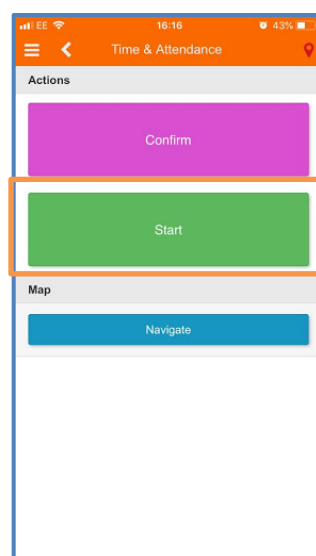 EE 16:16 43%
Time & Attendance
Actions
Confirm
Start
Map
Navigate